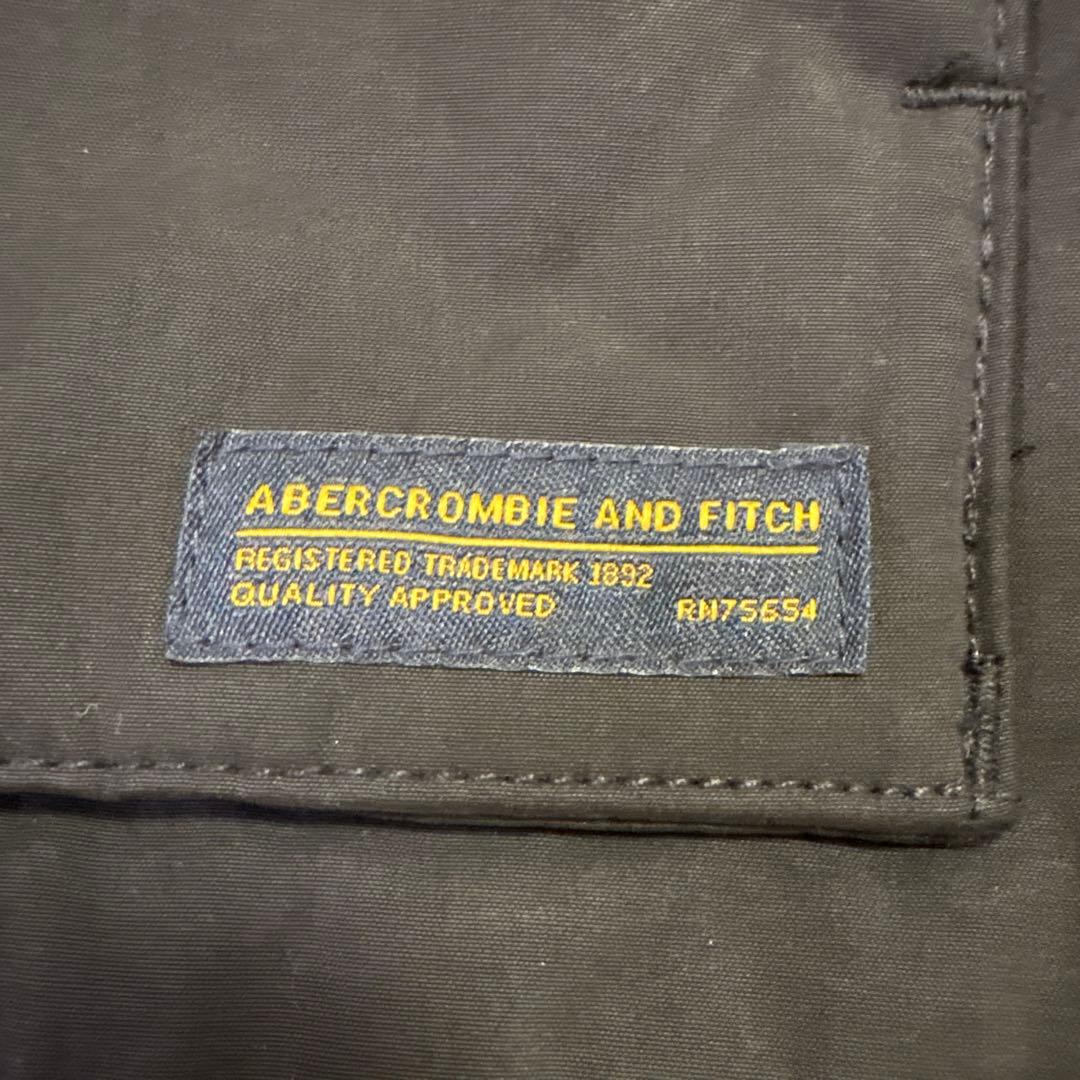 ABERCROMBIE AND FITCH
REGISTERED TRADEMARK 1892
QUALITY APPROVED RN75654